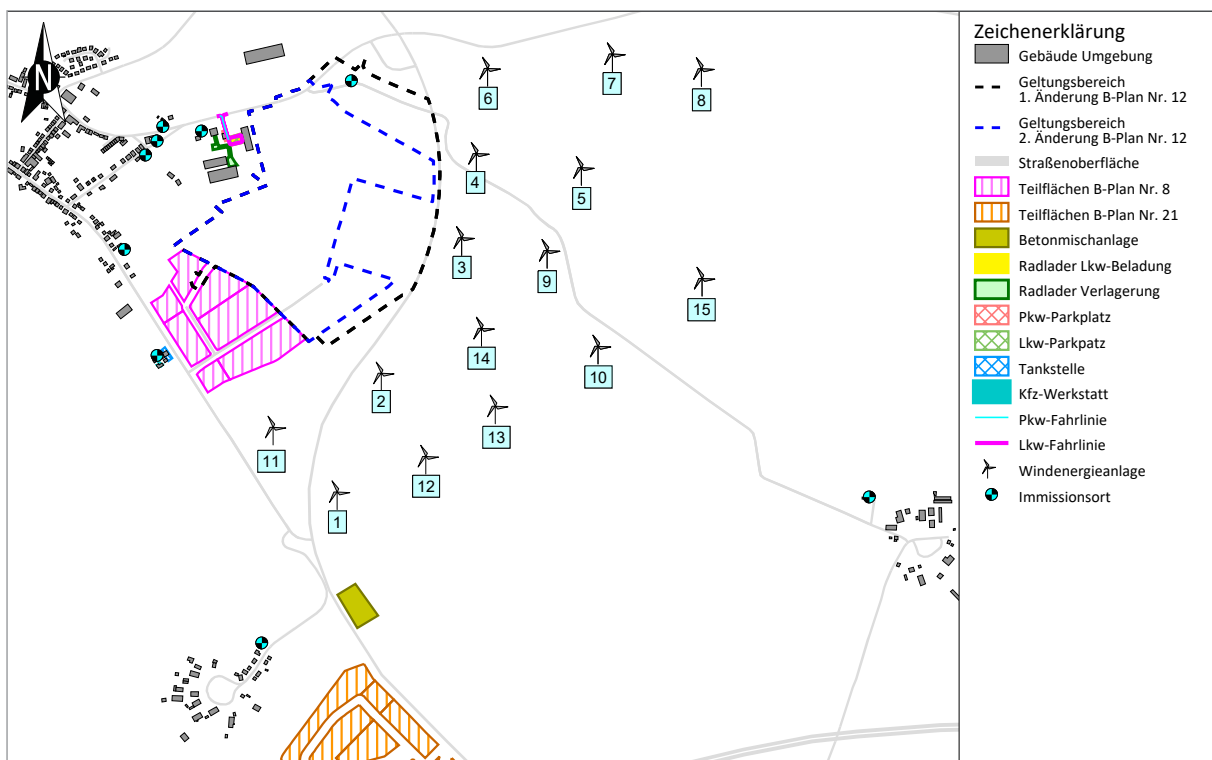 N
6
7
8
4
5
3
9
15
14
10
2
13
11
12
1
Zeichenerklärung
Gebäude Umgebung
Geltungsbereich
1. Änderung B-Plan Nr. 12
Geltungsbereich
2. Änderung B-Plan Nr. 12
Straßenoberfläche
Teilflächen B-Plan Nr. 8
Teilflächen B-Plan Nr. 21
Betonmischanlage
Radlader Lkw-Beladung
Radlader Verlagerung
Pkw-Parkplatz
Lkw-Parkpatz
Tankstelle
Kfz-Werkstatt
Pkw-Fahrlinie
Lkw-Fahrlinie
Windenergieanlage
Immissionsort